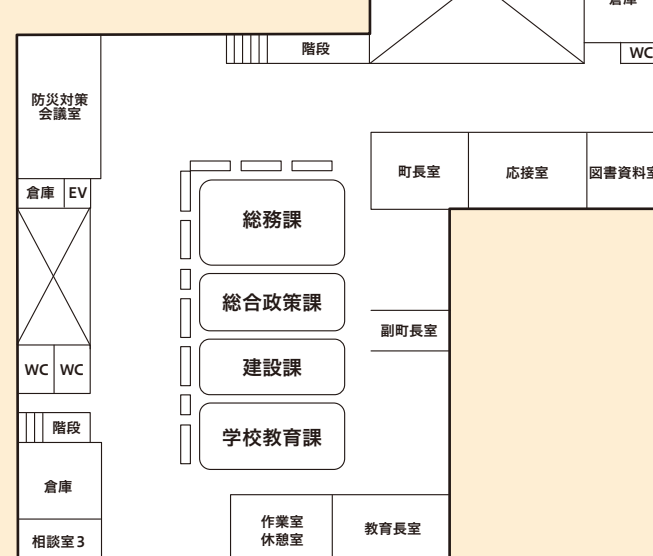 倉庫
階段
WC
防災対策
会議室
町長室
応接室
図書資料室
倉庫
EV
総務課
総合政策課
副町長室
WC
WC
建設課
階段
学校教育課
倉庫
作業室
休憩室
教育長室
相談室3